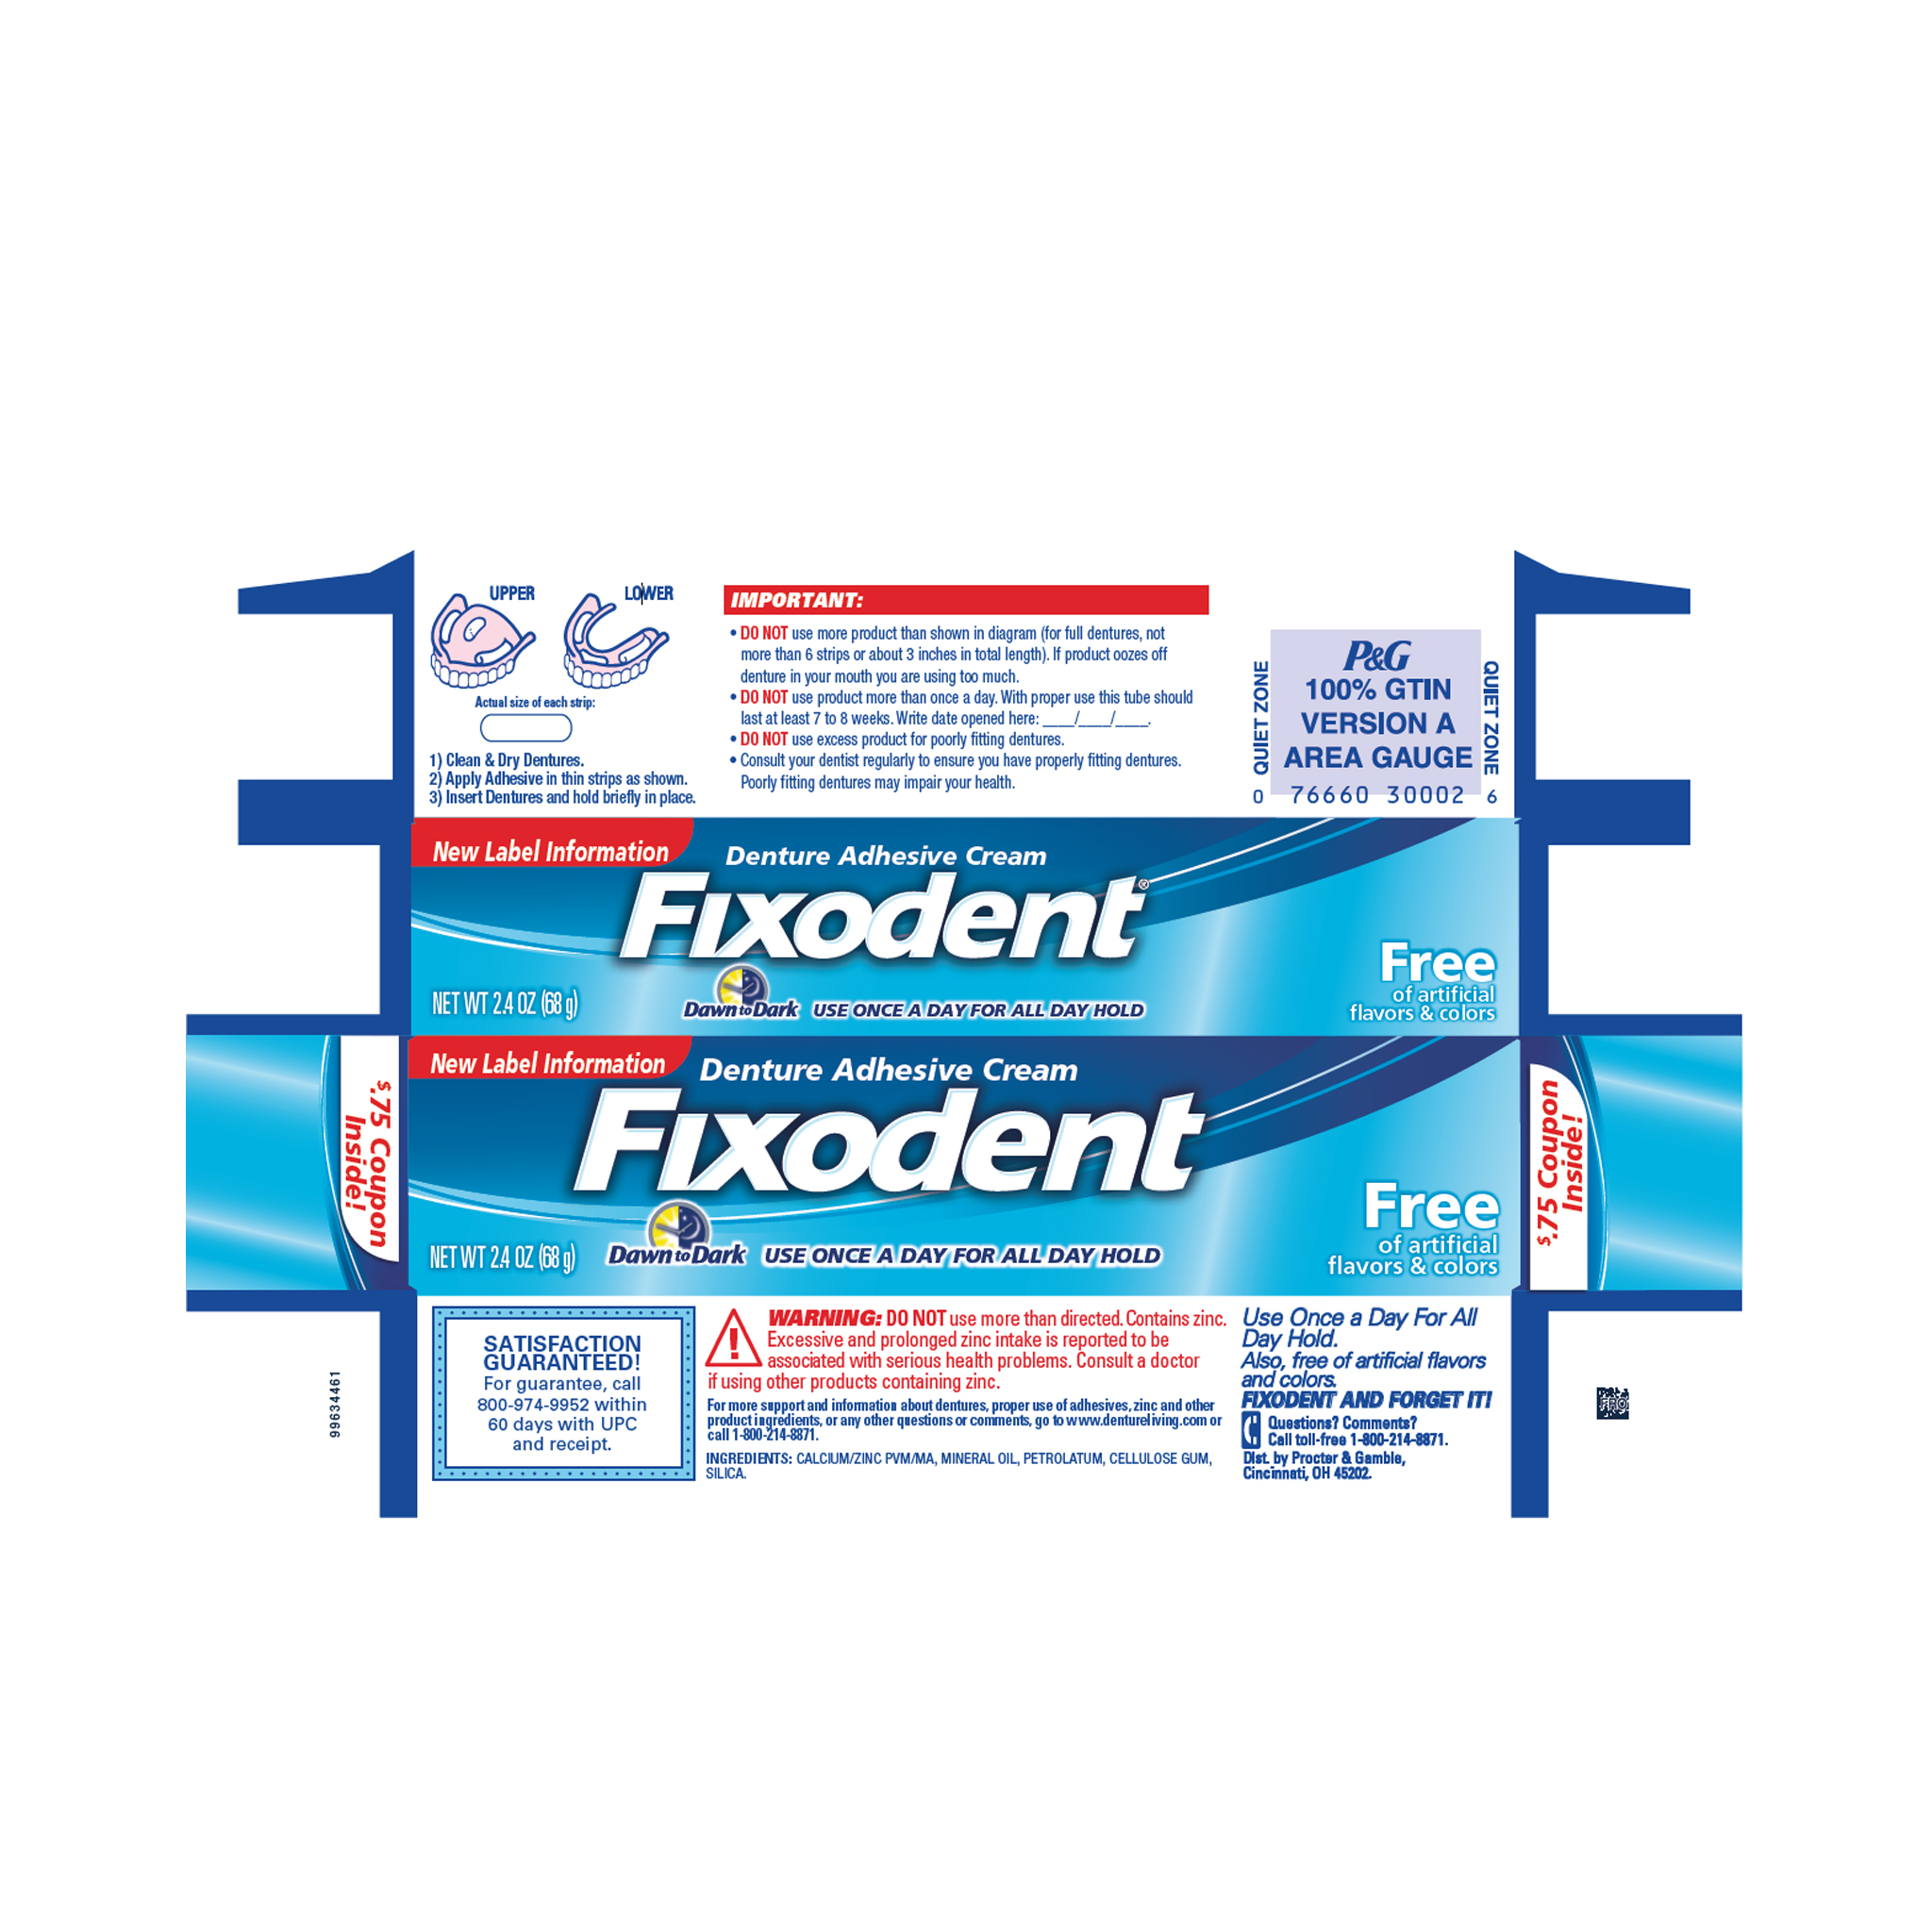 UPPER
LOWER
Actual size of each strip:
1) Clean & Dry Dentures.
2) Apply Adhesive in thin strips as shown.
3) Insert Dentures and hold briefly in place.
IMPORTANT:
• DO NOT use more product than shown in diagram (for full dentures, not
more than 6 strips or about 3 inches in total length). If product oozes off
denture in your mouth you are using too much.
• DO NOT use product more than once a day. With proper use this tube should
last at least 7 to 8 weeks. Write date opened here: ____/____/____.
• DO NOT use excess product for poorly fitting dentures.
• Consult your dentist regularly to ensure you have properly fitting dentures.
Poorly fitting dentures may impair your health.
QUIET ZONE
P&G
100% GTIN
VERSION A
AREA GAUGE
QUIET ZONE
0 76660 30002 6
New Label Information
Denture Adhesive Cream
Fixodent®
NET WT 2.4 OZ (68 g)
Dawn to Dark USE ONCE A DAY FOR ALL DAY HOLD
Free
of artificial
flavors & colors
$.75 Coupon
Inside!
New Label Information
Denture Adhesive Cream
Fixodent
NET WT 2.4 OZ (68 g)
Dawn to Dark USE ONCE A DAY FOR ALL DAY HOLD
Free
of artificial
flavors & colors
$.75 Coupon
Inside!
99634461
SATISFACTION
GUARANTEED!
For guarantee, call
800-974-9952 within
60 days with UPC
and receipt.
WARNING: DO NOT use more than directed. Contains zinc.
Excessive and prolonged zinc intake is reported to be
associated with serious health problems. Consult a doctor
if using other products containing zinc.
For more support and information about dentures, proper use of adhesives, zinc and other
product ingredients, or any other questions or comments, go to www.dentureliving.com or
call 1-800-214-8871.
INGREDIENTS: CALCIUM/ZINC PVM/MA, MINERAL OIL, PETROLATUM, CELLULOSE GUM,
SILICA.
Use Once a Day For All
Day Hold.
Also, free of artificial flavors
and colors.
FIXODENT AND FORGET IT!
Questions? Comments?
Call toll-free 1-800-214-8871.
Dist. by Procter & Gamble,
Cincinnati, OH 45202.